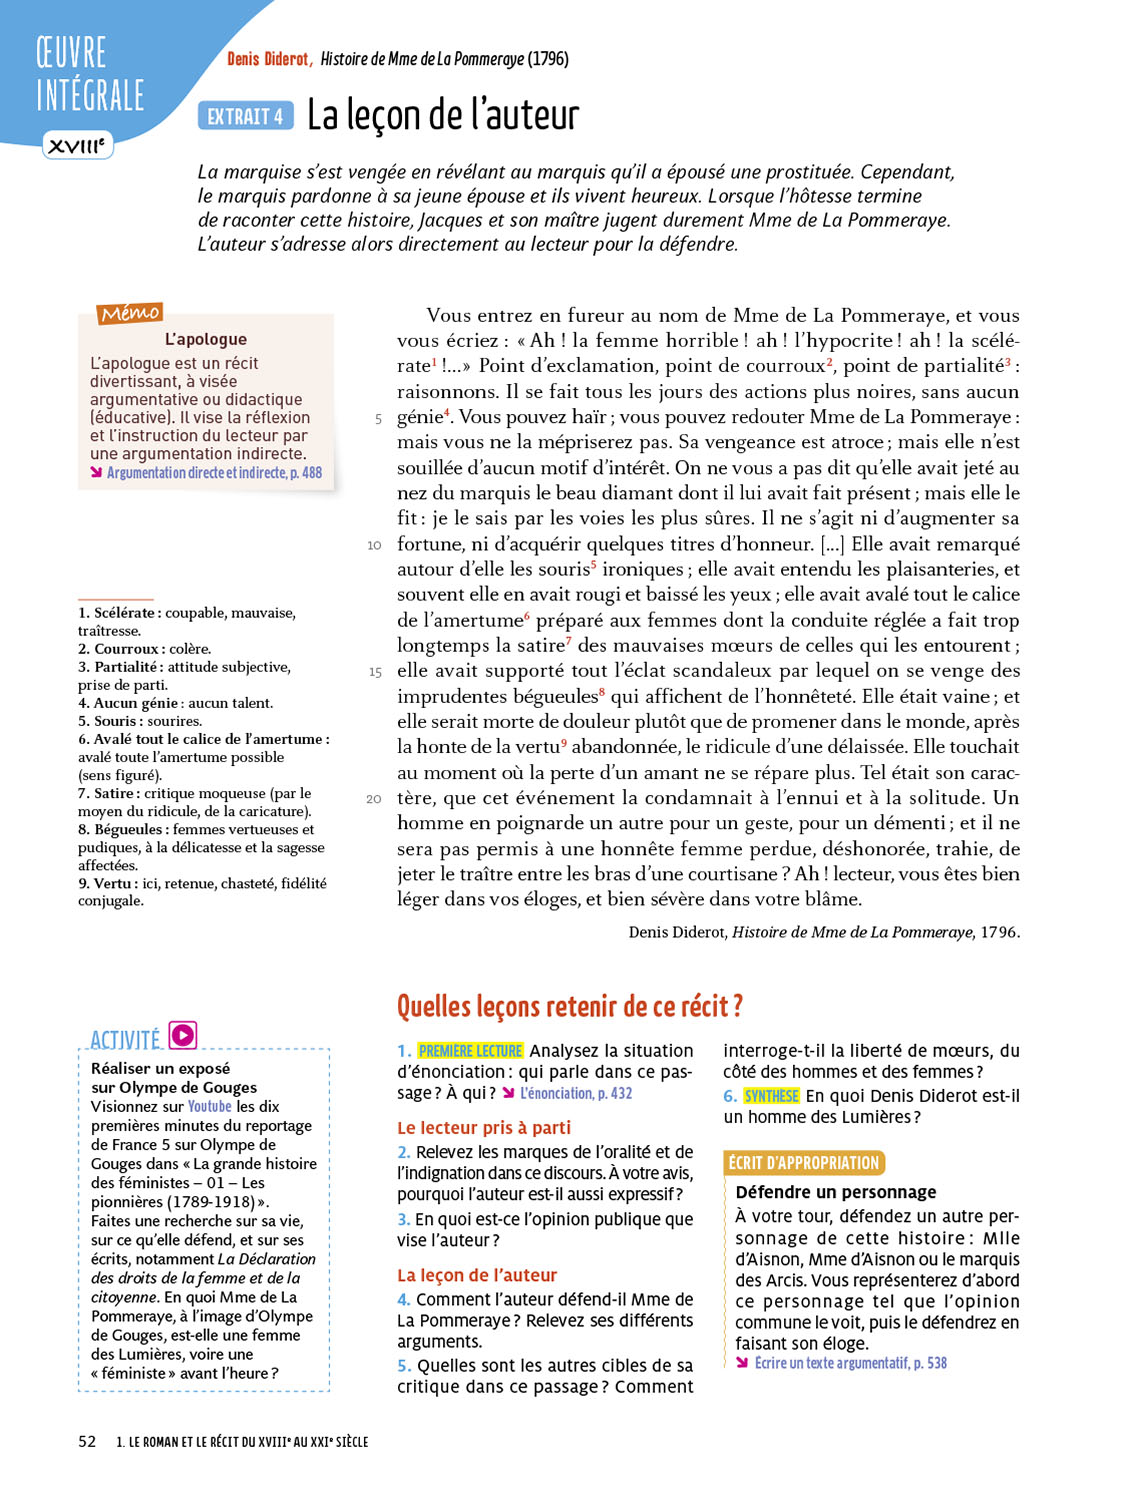 ŒUVRE
INTÉGRALE
XVIIIe
Denis Diderot, Histoire de Mme de La Pommeraye (1796)
EXTRAIT 4 La leçon de l’auteur
La marquise s’est vengée en révélant au marquis qu’il a épousé une prostituée. Cependant,
le marquis pardonne à sa jeune épouse et ils vivent heureux. Lorsque l’hôtesse termine
de raconter cette histoire, Jacques et son maître jugent durement Mme de La Pommeraye.
L’auteur s’adresse alors directement au lecteur pour la défendre.
Mémo
L’apologue
L’apologue est un récit
divertissant, à visée
argumentative ou didactique
(éducative). Il vise la réflexion
et l’instruction du lecteur par
une argumentation indirecte.
Argumentation directe et indirecte, p. 488
1. Scélérate : coupable, mauvaise,
traîtresse.
2. Courroux : colère.
3. Partialité : attitude subjective,
prise de parti.
4. Aucun génie : aucun talent.
5. Souris : sourires.
6. Avalé tout le calice de l’amertume :
avalé toute l’amertume possible
(sens figuré).
7. Satire : critique moqueuse (par le
moyen du ridicule, de la caricature).
8. Bégueules : femmes vertueuses et
pudiques, à la délicatesse et la sagesse
affectées.
9. Vertu : ici, retenue, chasteté, fidélité
conjugale.
Vous entrez en fureur au nom de Mme de La Pommeraye, et vous
vous écriez : « Ah ! la femme horrible ! ah ! l’hypocrite ! ah ! la scélé-
rate1 !...» Point d’exclamation, point de courroux2, point de partialité3 :
raisonnons. Il se fait tous les jours des actions plus noires, sans aucun
5 génie4. Vous pouvez haïr ; vous pouvez redouter Mme de La Pommeraye :
mais vous ne la mépriserez pas. Sa vengeance est atroce ; mais elle n’est
souillée d’aucun motif d’intérêt. On ne vous a pas dit qu’elle avait jeté au
nez du marquis le beau diamant dont il lui avait fait présent ; mais elle le
fit : je le sais par les voies les plus sûres. Il ne s’agit ni d’augmenter sa
10 fortune, ni d’acquérir quelques titres d’honneur. [...] Elle avait remarqué
autour d’elle les souris5 ironiques ; elle avait entendu les plaisanteries, et
souvent elle en avait rougi et baissé les yeux ; elle avait avalé tout le calice
de l’amertume6 préparé aux femmes dont la conduite réglée a fait trop
longtemps la satire7 des mauvaises mœurs de celles qui les entourent ;
15 elle avait supporté tout l’éclat scandaleux par lequel on se venge des
imprudentes bégueules8 qui affichent de l’honnêteté. Elle était vaine ; et
elle serait morte de douleur plutôt que de promener dans le monde, après
la honte de la vertu9 abandonnée, le ridicule d’une délaissée. Elle touchait
au moment où la perte d’un amant ne se répare plus. Tel était son carac-
20 tère, que cet événement la condamnait à l’ennui et à la solitude. Un
homme en poignarde un autre pour un geste, pour un démenti ; et il ne
sera pas permis à une honnête femme perdue, déshonorée, trahie, de
jeter le traître entre les bras d’une courtisane ? Ah ! lecteur, vous êtes bien
léger dans vos éloges, et bien sévère dans votre blâme.
Denis Diderot, Histoire de Mme de La Pommeraye, 1796.
ACTIVITÉ
Réaliser un exposé
sur Olympe de Gouges
Visionnez sur Youtube les dix
premières minutes du reportage
de France 5 sur Olympe de
Gouges dans « La grande histoire
des féministes – 01 – Les
pionnières (1789-1918) ».
Faites une recherche sur sa vie,
sur ce qu’elle défend, et sur ses
écrits, notamment La Déclaration
des droits de la femme et de la
citoyenne. En quoi Mme de La
Pommeraye, à l’image d’Olympe
de Gouges, est-elle une femme
des Lumières, voire une
« féministe » avant l’heure ?
Quelles leçons retenir de ce récit ?
1. PREMIÈRE LECTURE Analysez la situation
d’énonciation : qui parle dans ce pas-
sage ? À qui ? L’énonciation, p. 432
Le lecteur pris à parti
2. Relevez les marques de l’oralité et de
l’indignation dans ce discours. À votre avis,
pourquoi l’auteur est-il aussi expressif ?
3. En quoi est-ce l’opinion publique que
vise l’auteur ?
La leçon de l’auteur
4. Comment l’auteur défend-il Mme de
La Pommeraye ? Relevez ses différents
arguments.
5. Quelles sont les autres cibles de sa
critique dans ce passage ? Comment
interroge-t-il la liberté de mœurs, du
côté des hommes et des femmes ?
6. SYNTHÈSE En quoi Denis Diderot est-il
un homme des Lumières ?
ÉCRIT D’APPROPRIATION
Défendre un personnage
À votre tour, défendez un autre per-
sonnage de cette histoire : Mlle
d’Aisnon, Mme d’Aisnon ou le marquis
des Arcis. Vous représenterez d’abord
ce personnage tel que l’opinion
commune le voit, puis le défendrez en
faisant son éloge.
Écrire un texte argumentatif, p. 538
52 1. LE ROMAN ET LE RÉCIT DU XVIIIe AU XXIe SIÈCLE